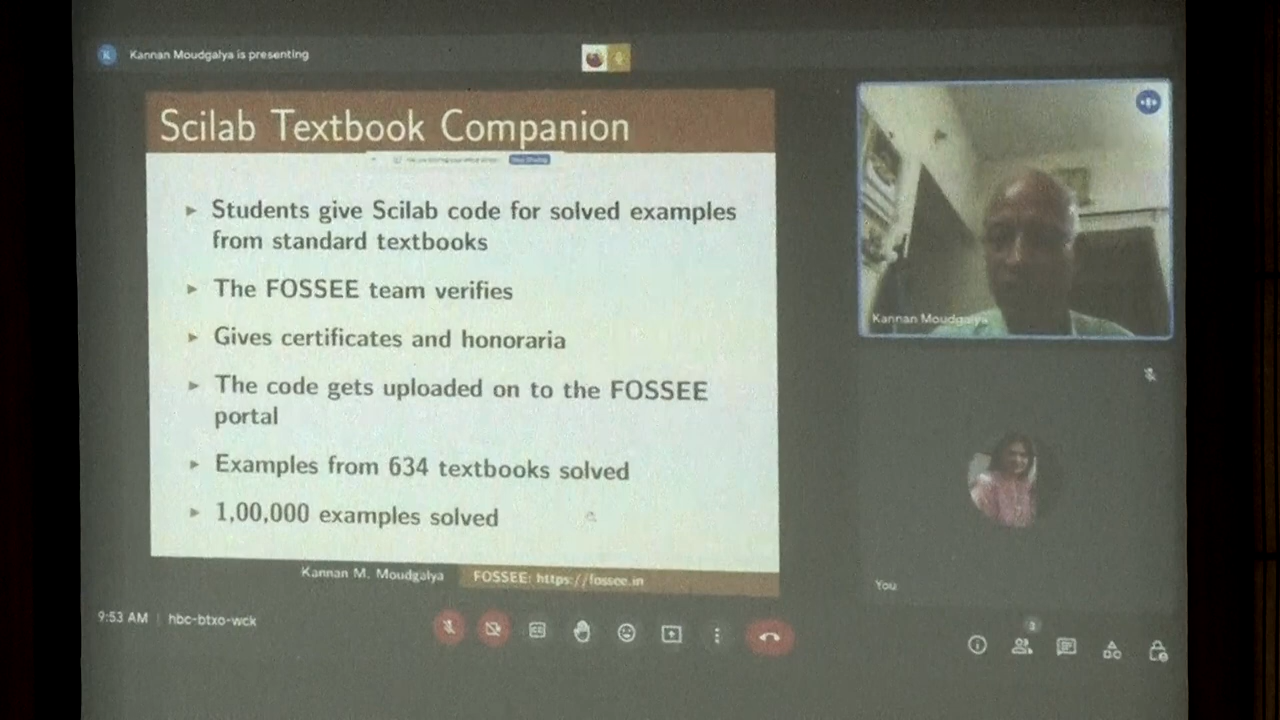 Kannan Moudgalya is presenting
Scilab Textbook Companion
Students give Scilab code for solved examples
from standard textbooks
The FOSSEE team verifies
Gives certificates and honoraria
The code gets uploaded on to the FOSSEE
portal
Examples from 634 textbooks solved
1,00,000 examples solved
Kannan M. Moudgalya
FOSSEE: https://fossee.in
Kannan Moudgalya
You
9:53 AM | hbc-btxo-wck